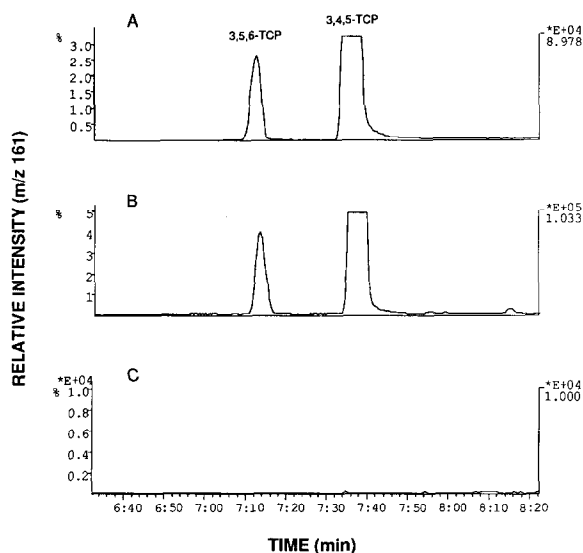 A
3,5,6-TCP
3,4,5-TCP
%
3.0
2.5
2.0
1.5
1.0
0.5
*E+04
8.978
B
%
5
4
3
2
1
*E+05
1.033
RELATIVE INTENSITY (m/z 161)
C
*E+04
% 1.0
0.8
0.6
0.4
0.2
*E+04
1.000
6:40 6:50 7:00 7:10 7:20 7:30 7:40 7:50 8:00 8:10 8:20
TIME (min)